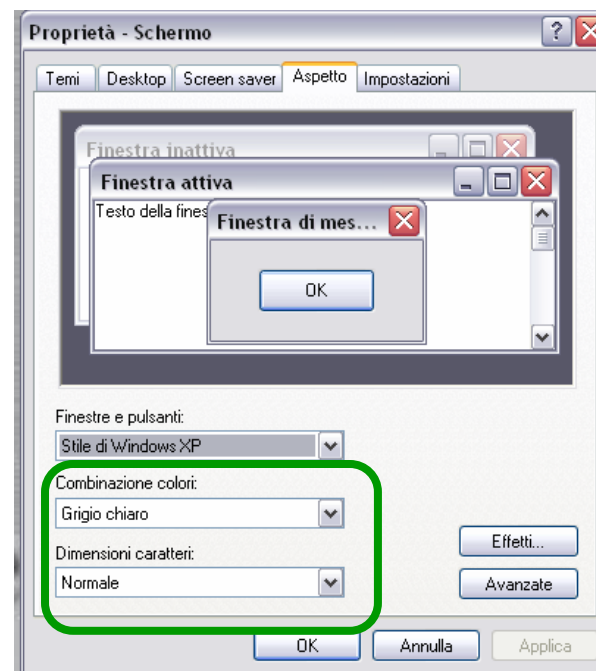 Proprietà - Schermo
Temi Desktop Screen saver Aspetto Impostazioni
Finestra inattiva
Finestra attiva
Testo della fines
Finestra di mes...
OK
Finestre e pulsanti:
Stile di Windows XP
Combinazione colori:
Grigio chiaro
Dimensioni caratteri:
Normale
Effetti...
Avanzate
OK Annulla Applica